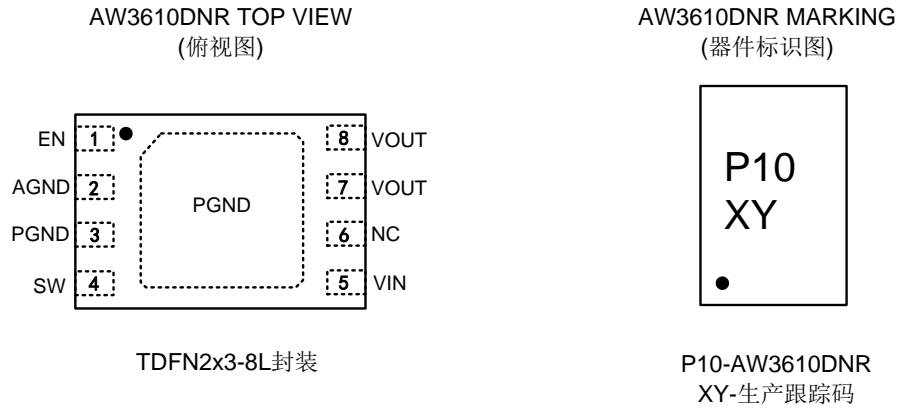 AW3610DNR TOP VIEW
(俯视图)
EN 1 8 VOUT
AGND 2 7 VOUT
PGND
PGND 3 6 NC
SW 4 5 VIN
TDFN2x3-8L封装
AW3610DNR MARKING
(器件标识图)
P10
XY
P10-AW3610DNR
XY-生产跟踪码